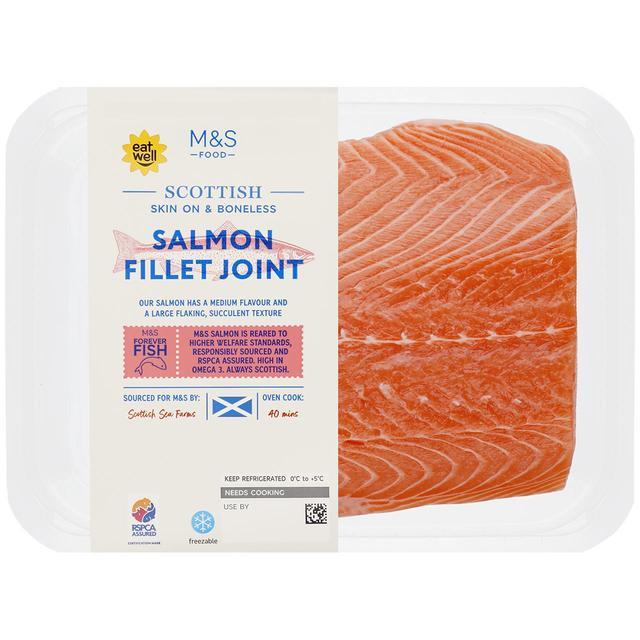 eat
well
M&S
FOOD
SCOTTISH
SKIN ON & BONELESS
SALMON
FILLET JOINT
OUR SALMON HAS A MEDIUM FLAVOUR AND
A LARGE FLAKING, SUCCULENT TEXTURE
M&S
FOREVER
FISH
M&S SALMON IS REARED TO
HIGHER WELFARE STANDARDS,
RESPONSIBLY SOURCED AND
RSPCA ASSURED. HIGH IN
OMEGA 3. ALWAYS SCOTTISH.
SOURCED FOR M&S BY:
Scottish Sea Farms
OVEN COOK:
40 mins
KEEP REFRIGERATED 0°C to +5°C
NEEDS COOKING
USE BY
RSPCA
ASSURED
CERTIFICATION MARK
freezable